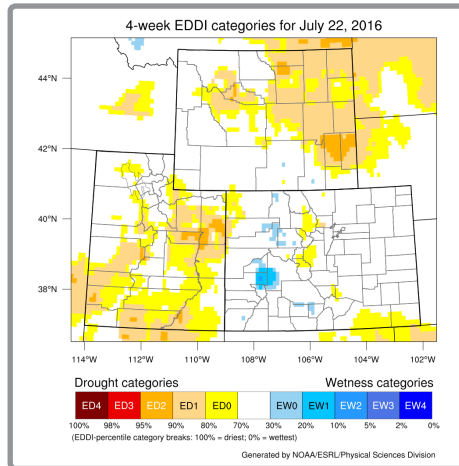 4-week EDDI categories for July 22, 2016
44°N
42°N
40°N
38°N
114°W 112°W 110°W 108°W 106°W 104°W 102°W
Drought categories Wetness categories
ED4 ED3 ED2 ED1 ED0 EW0 EW1 EW2 EW3 EW4
100% 98% 95% 90% 80% 70% 30% 20% 10% 5% 2% 0%
(EDDI-percentile category breaks: 100% = driest; 0% = wettest)
Generated by NOAA/ESRL/Physical Sciences Division